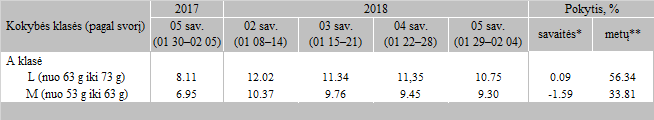 Kokybės klasės (pagal svorį) 2017 2018 Pokytis, %
05 sav. (01 30–02 05) 02 sav. (01 08–14) 03 sav. (01 15–21) 04 sav. (01 22–28) 05 sav. (01 29–02 04) savaitės* metų**
A klasė
L (nuo 63 g iki 73 g) 8.11 12.02 11.34 11,35 10.75 0.09 56.34
M (nuo 53 g iki 63 g) 6.95 10.37 9.76 9.45 9.30 -1.59 33.81